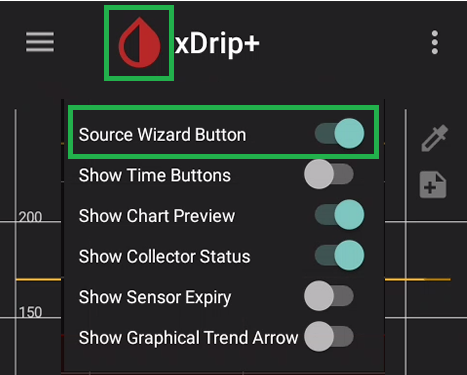 xDrip+
Source Wizard Button
Show Time Buttons
200
Show Chart Preview
Show Collector Status
Show Sensor Expiry
150
Show Graphical Trend Arrow